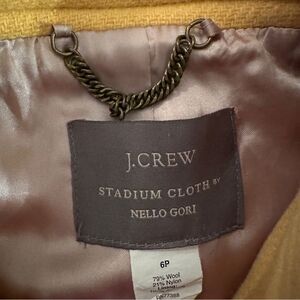 J.CREW
STADIUM CLOTH BY
NELLO GORI
6P
79% Wool
21% Nylon